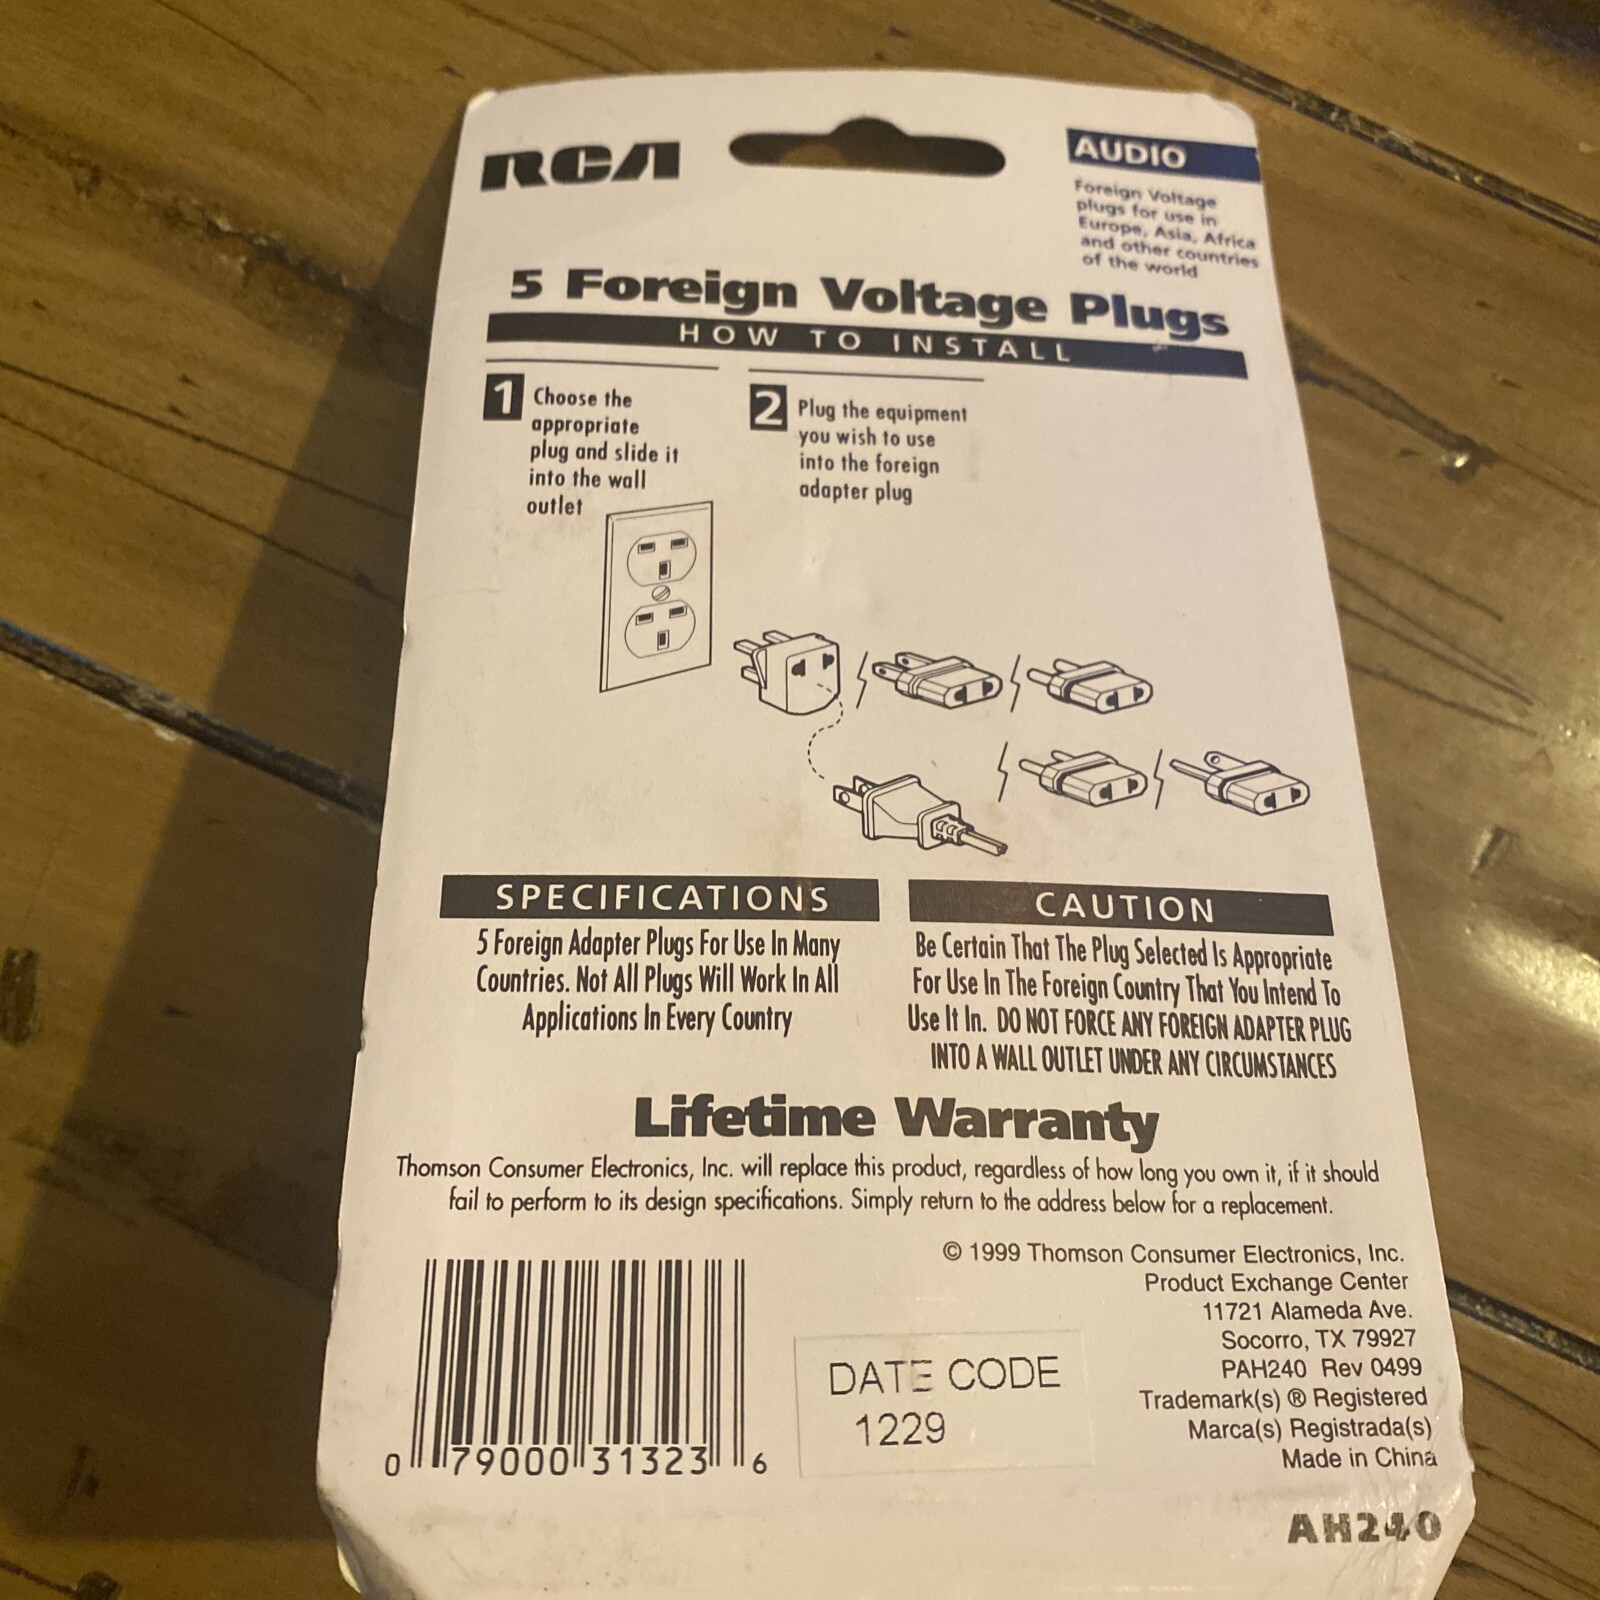 RCA
AUDIO
Foreign Voltage
plugs for use in
Europe, Asia, Africa
and other countries
of the world
5 Foreign Voltage Plugs
HOW TO INSTALL
1 Choose the
appropriate
plug and slide it
into the wall
outlet
2 Plug the equipment
you wish to use
into the foreign
adapter plug
SPECIFICATIONS
5 Foreign Adapter Plugs For Use In Many
Countries. Not All Plugs Will Work In All
Applications In Every Country
CAUTION
Be Certain That The Plug Selected Is Appropriate
For Use In The Foreign Country That You Intend To
Use It In. DO NOT FORCE ANY FOREIGN ADAPTER PLUG
INTO A WALL OUTLET UNDER ANY CIRCUMSTANCES
Lifetime Warranty
Thomson Consumer Electronics, Inc. will replace this product, regardless of how long you own it, if it should
fail to perform to its design specifications. Simply return to the address below for a replacement.
© 1999 Thomson Consumer Electronics, Inc.
Product Exchange Center
11721 Alameda Ave.
Socorro, TX 79927
PAH240 Rev 0499
Trademark(s) ® Registered
Marca(s) Registrada(s)
Made in China
DATE CODE
1229
0 79000 31323 6
AH240